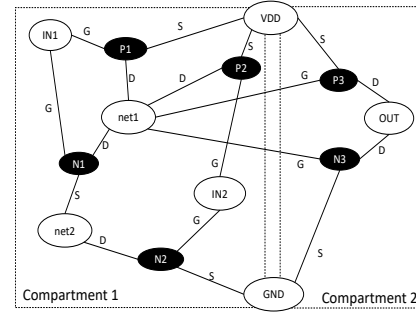 VDD
IN1
G
S
P1
S
S
P2
D
D
G
P3
D
G
net1
OUT
D
N1
G
G
N3
D
S
IN2
net2
G
D
N2
S
S
GND
Compartment 1
Compartment 2